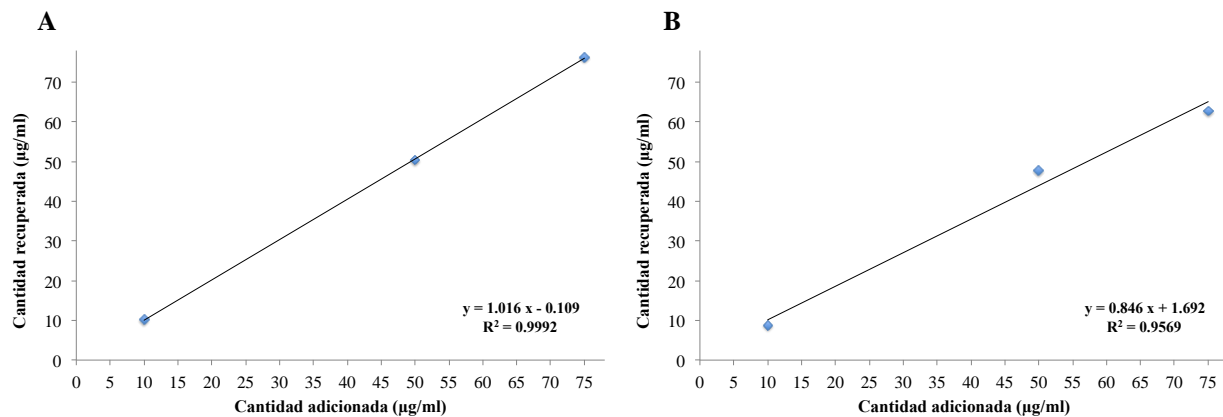 A
Cantidad recuperada (µg/ml)
70
60
50
40
30
20
10
0
y = 1.016 x - 0.109
R² = 0.9992
0 5 10 15 20 25 30 35 40 45 50 55 60 65 70 75
Cantidad adicionada (µg/ml)
B
Cantidad recuperada (µg/ml)
70
60
50
40
30
20
10
0
y = 0.846 x + 1.692
R² = 0.9569
0 5 10 15 20 25 30 35 40 45 50 55 60 65 70 75
Cantidad adicionada (µg/ml)